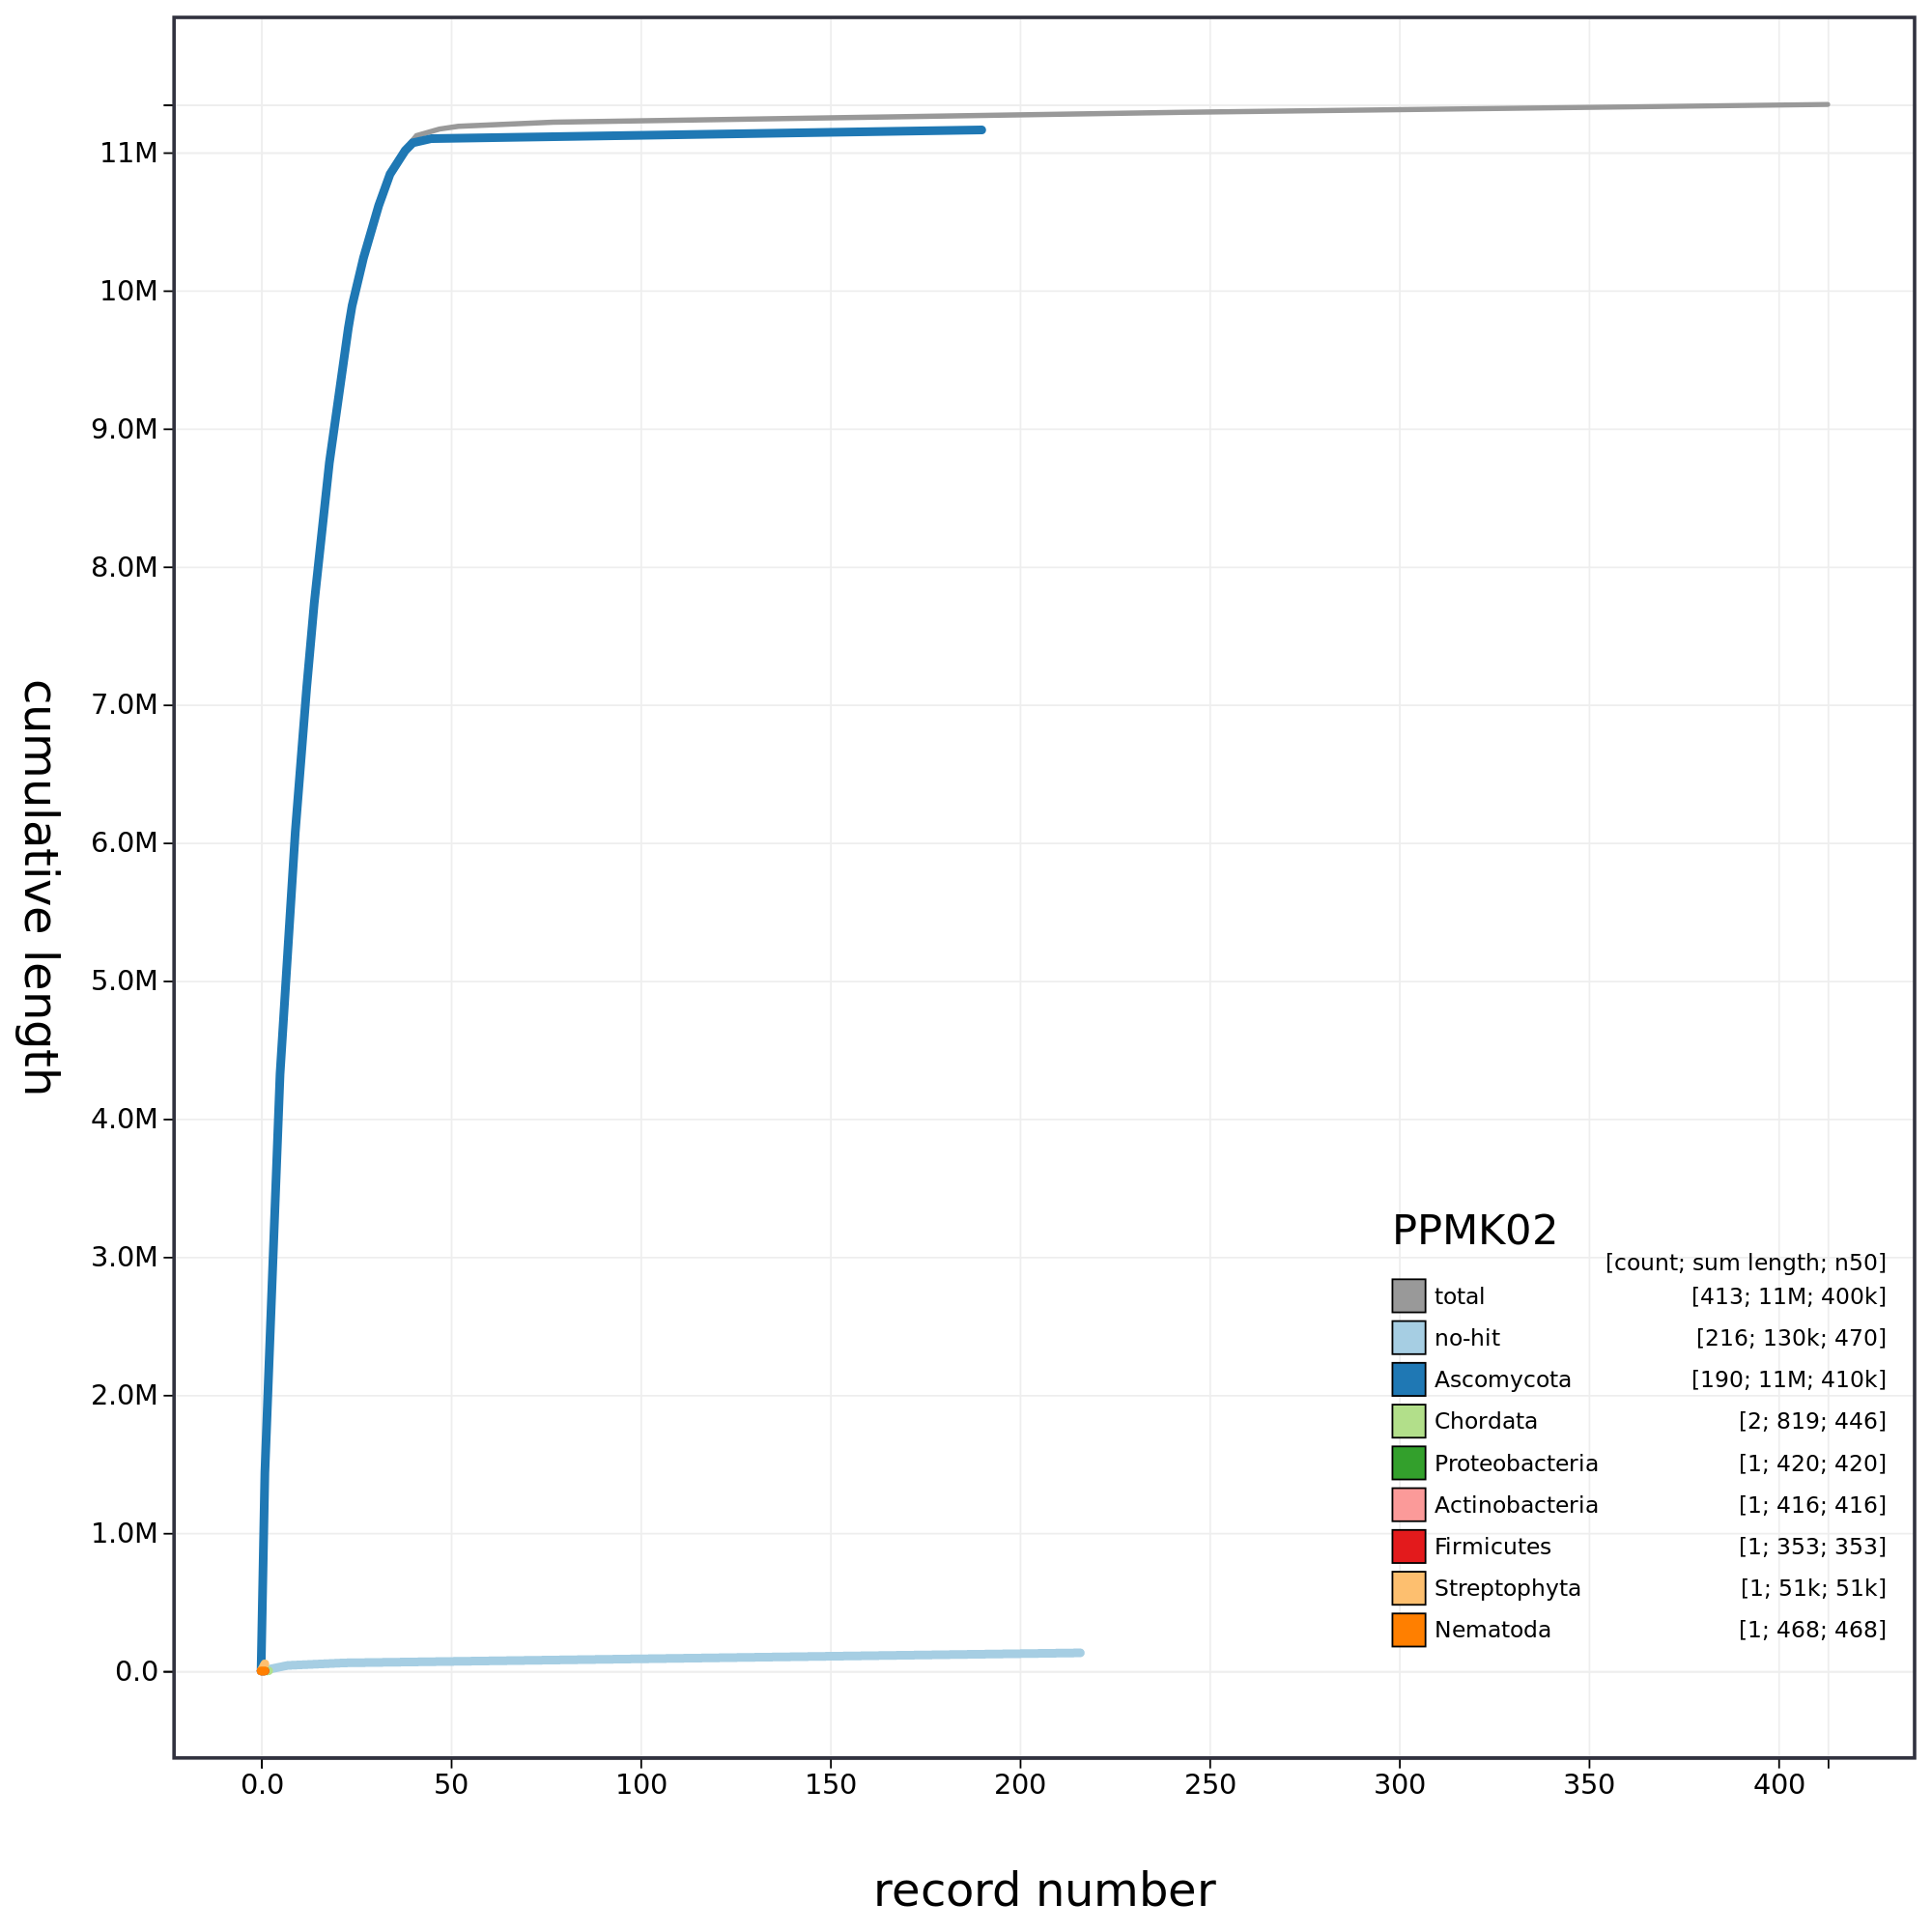 cumulative length
11M
10M
9.0M
8.0M
7.0M
6.0M
5.0M
4.0M
3.0M
2.0M
1.0M
0.0
PPMK02
[count; sum length; n50]
total [413; 11M; 400k]
no-hit [216; 130k; 470]
Ascomycota [190; 11M; 410k]
Chordata [2; 819; 446]
Proteobacteria [1; 420; 420]
Actinobacteria [1; 416; 416]
Firmicutes [1; 353; 353]
Streptophyta [1; 51k; 51k]
Nematoda [1; 468; 468]
0.0 50 100 150 200 250 300 350 400
record number